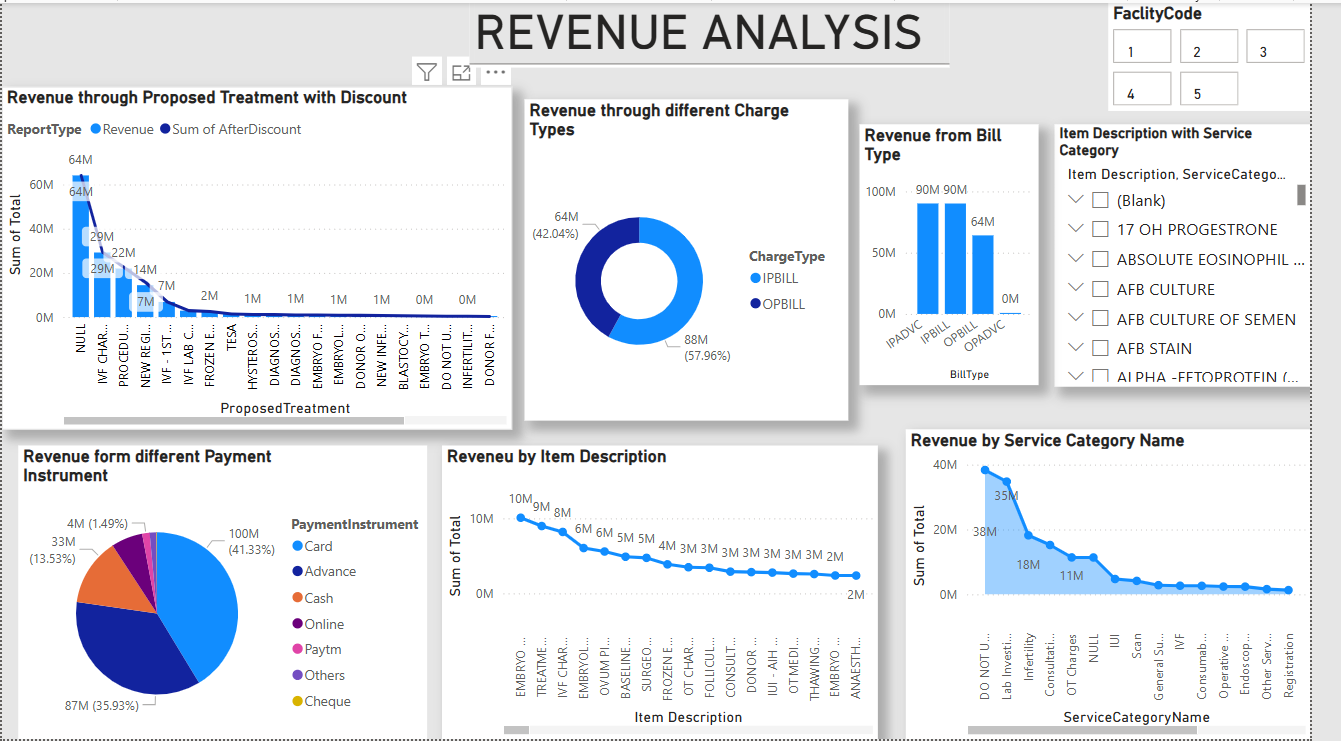 REVENUE ANALYSIS
FaclityCode
1
2
3
4
5
Revenue through Proposed Treatment with Discount
ReportType Revenue Sum of AfterDiscount
Sum of Total
60M
40M
20M
0M
64M
64M
29M
29M
22M
14M
7M
7M
2M
1M
1M
1M
1M
0M
0M
NULL
IVF CHAR...
PROCEDU...
NEW REGI...
IVF - 1ST ...
IVF LAB C...
FROZEN E...
TESA
HYSTEROS...
DIAGNOS...
DIAGNOS...
EMBRYO F...
EMBRYOL...
DONOR O...
NEW INFE...
BLASTOCY...
EMBRYO T...
DO NOT U...
INFERTILIT...
DONOR F...
ProposedTreatment
Revenue through different Charge
Types
64M
(42.04%)
88M
(57.96%)
ChargeType
IPBILL
OPBILL
Revenue from Bill
Type
100M
50M
0M
90M
90M
64M
0M
IPADVC
IPBILL
OPBILL
OPADVC
BillType
Item Description with Service
Category
Item Description, ServiceCatego...
(Blank)
17 OH PROGESTRONE
ABSOLUTE EOSINOPHIL ...
AFB CULTURE
AFB CULTURE OF SEMEN
AFB STAIN
ALPHA -FETOPROTEIN (...
Revenue form different Payment
Instrument
4M (1.49%)
33M
(13.53%)
100M
(41.33%)
87M (35.93%)
PaymentInstrument
Card
Advance
Cash
Online
Paytm
Others
Cheque
Reveneu by Item Description
Sum of Total
10M
0M
10M
9M
8M
6M
6M
5M
5M
4M
3M
3M
3M
3M
3M
3M
3M
2M
2M
EMBRYO ...
TREATME...
IVF CHAR...
EMBRYOL...
OVUM PI...
BASELINE...
SURGEO...
FROZEN E...
OT CHAR...
FOLLICUL...
CONSULT...
DONOR ...
IUI - AIH ...
OT MEDI...
THAWING...
EMBRYO ...
ANAESTH...
Item Description
Revenue by Service Category Name
Sum of Total
40M
20M
0M
38M
35M
18M
11M
DO NOT U...
Lab Investi...
Infertility
Consultati...
OT Charges
NULL
IUI
Scan
General Su...
IVF
Consumab...
Operative ...
Endoscop...
Other Serv...
Registration
ServiceCategoryName